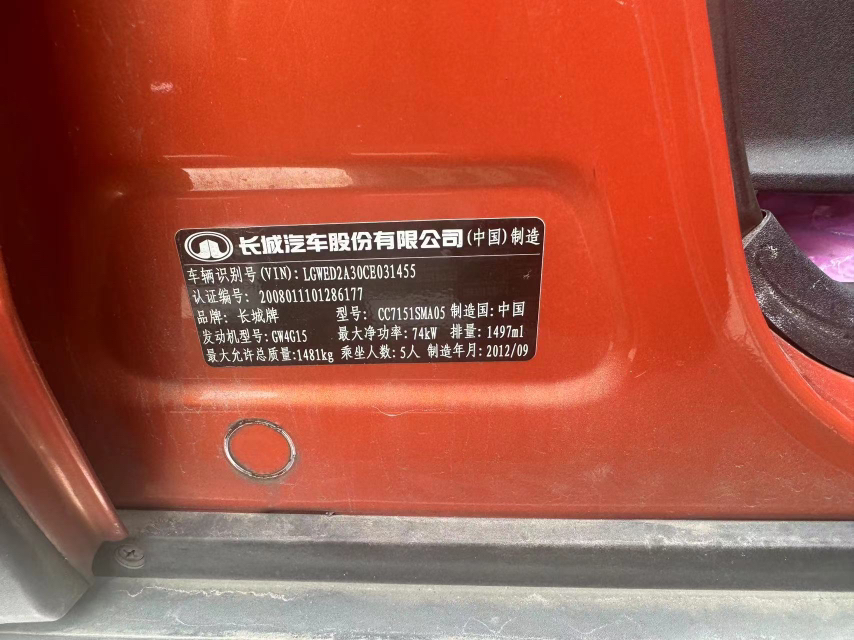 长城汽车股份有限公司(中国)制造
车辆识别号(VIN): LGWED2A30CE031455
认证编号: 2008011101286177
品牌: 长城牌 型号: CC7151SMA05 制造国: 中国
发动机型号: GW4G15 最大净功率: 74kW 排量: 1497ml
最大允许总质量: 1481kg 乘坐人数: 5人 制造年月: 2012/09